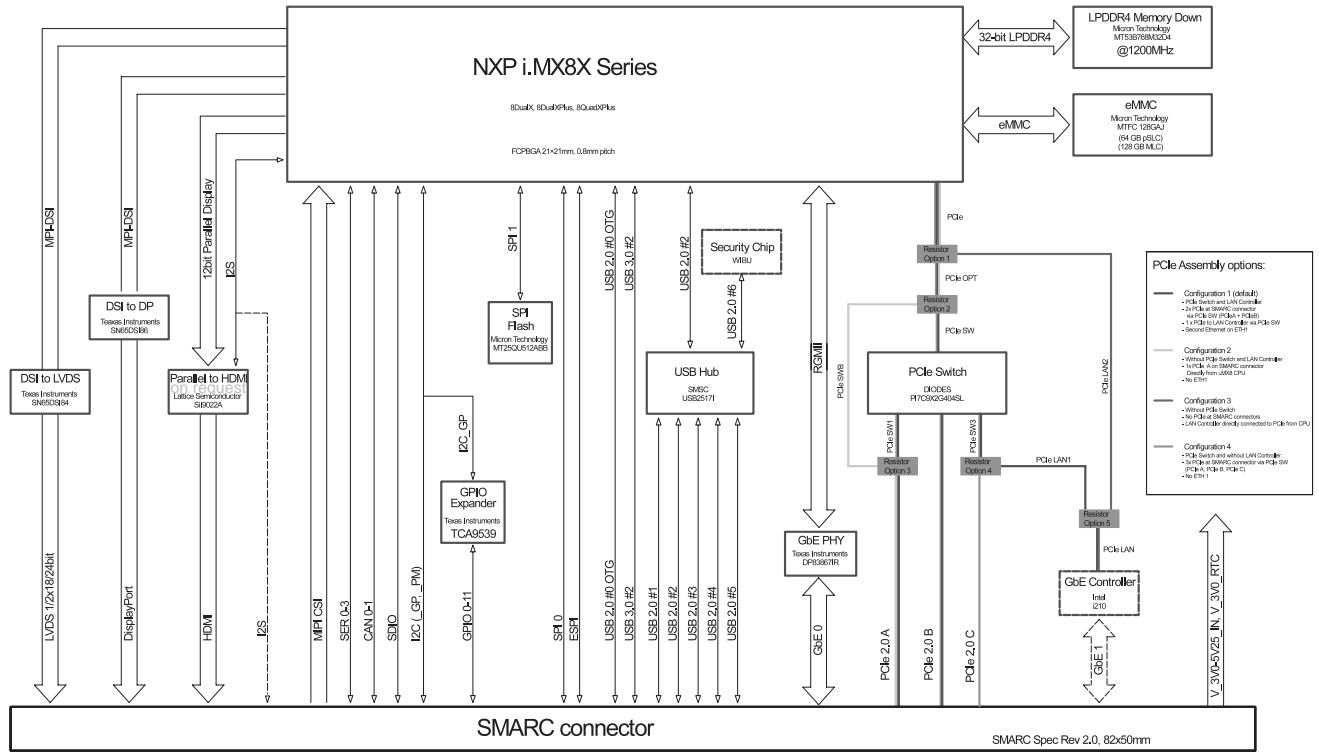 NXP i.MX8X Series
8DualX, 8DualXPlus, 8QuadXPlus
FCPBGA 21×21mm, 0.8mm pitch
32-bit LPDDR4
LPDDR4 Memory Down
Micron Technology
MT53B768M32D4
@1200MHz
eMMC
eMMC
Micron Technology
MTFC 128GAJ
(64 GB pSLC)
(128 GB MLC)
MPI-DSI
MPI-DSI
12bit Parallel Display
I2S
DSI to DP
Teaxas Instruments
SN65DSI86
DSI to LVDS
Texas Instruments
SN65DSI84
Parallel to HDMI
on request
Lattice Semiconductor
SiI9022A
SPI 1
SPI
Flash
Micron Technology
MT25QU512ABB
USB 2.0 #0 OTG
USB 3.0 #2
USB 2.0 #2
Security Chip
WIBU
USB 2.0 #6
USB Hub
SMSC
USB2517I
RGMII
PCIe
Resistor
Option 1
PCIe OPT
Resistor
Option 2
PCIe SW
PCIe SWB
PCIe LAN2
PCIe Switch
DIODES
PI7C9X2G404SL
PCIe SW1
PCIe SW3
Resistor
Option 3
Resistor
Option 4
PCIe LAN1
Resistor
Option 5
PCIe LAN
I2C_GP
GPIO
Expander
Texas Instruments
TCA9539
GbE PHY
Texas Instruments
DP83867IR
GbE Controller
Intel
i210
PCIe Assembly options:
Configuration 1 (default)
- PCIe Switch and LAN Controller
- 2x PCIe at SMARC connector
via PCIe SW (PCIeA + PCIeB)
- 1 x PCIe to LAN Controller via PCIe SW
- Second Ethernet on ETH1
Configuration 2
- Without PCIe Switch and LAN Controller
- 1x PCIe A on SMARC connector
Directly from iMX8 CPU
- No ETH1
Configuration 3
- Without PCIe Switch
- No PCIe at SMARC connectors
- LAN Controller directly connected to PCIe from CPU
Configuration 4
- PCIe Switch and without LAN Controller
- 3x PCIe at SMARC connector via PCIe SW
(PCIe A, PCIe B, PCIe C)
- No ETH 1
LVDS 1/2x18/24bit
DisplayPort
HDMI
I2S
MIPI CSI
SER 0-3
CAN 0-1
SDIO
I2C (_GP, _PM)
GPIO 0-11
SPI 0
ESPI
USB 2.0 #0 OTG
USB 3.0 #2
USB 2.0 #1
USB 2.0 #2
USB 2.0 #3
USB 2.0 #4
USB 2.0 #5
GbE 0
PCIe 2.0 A
PCIe 2.0 B
PCIe 2.0 C
GbE 1
V_3V0-5V25_IN, V_3V0_RTC
SMARC connector
SMARC Spec Rev 2.0, 82x50mm